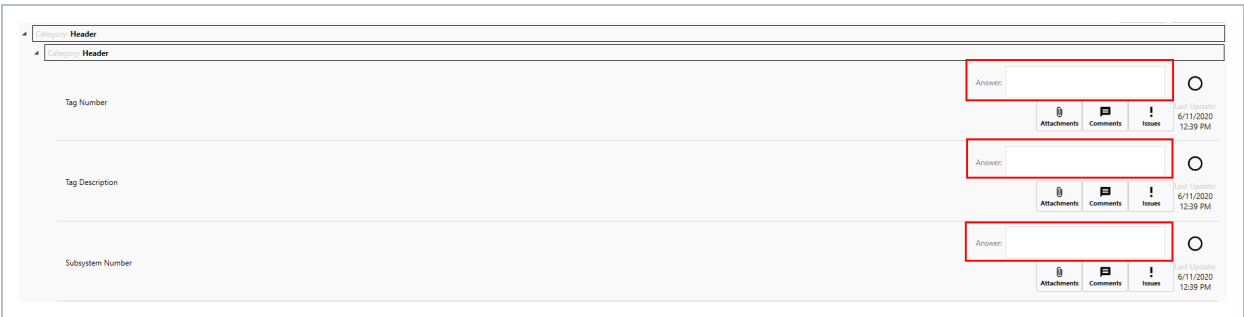 Category: Header
Category: Header
Answer:
Tag Number
Attachments Comments Issues
Last Update:
6/11/2020
12:39 PM
Answer:
Tag Description
Attachments Comments Issues
Last Update:
6/11/2020
12:39 PM
Answer:
Subsystem Number
Attachments Comments Issues
Last Update:
6/11/2020
12:39 PM